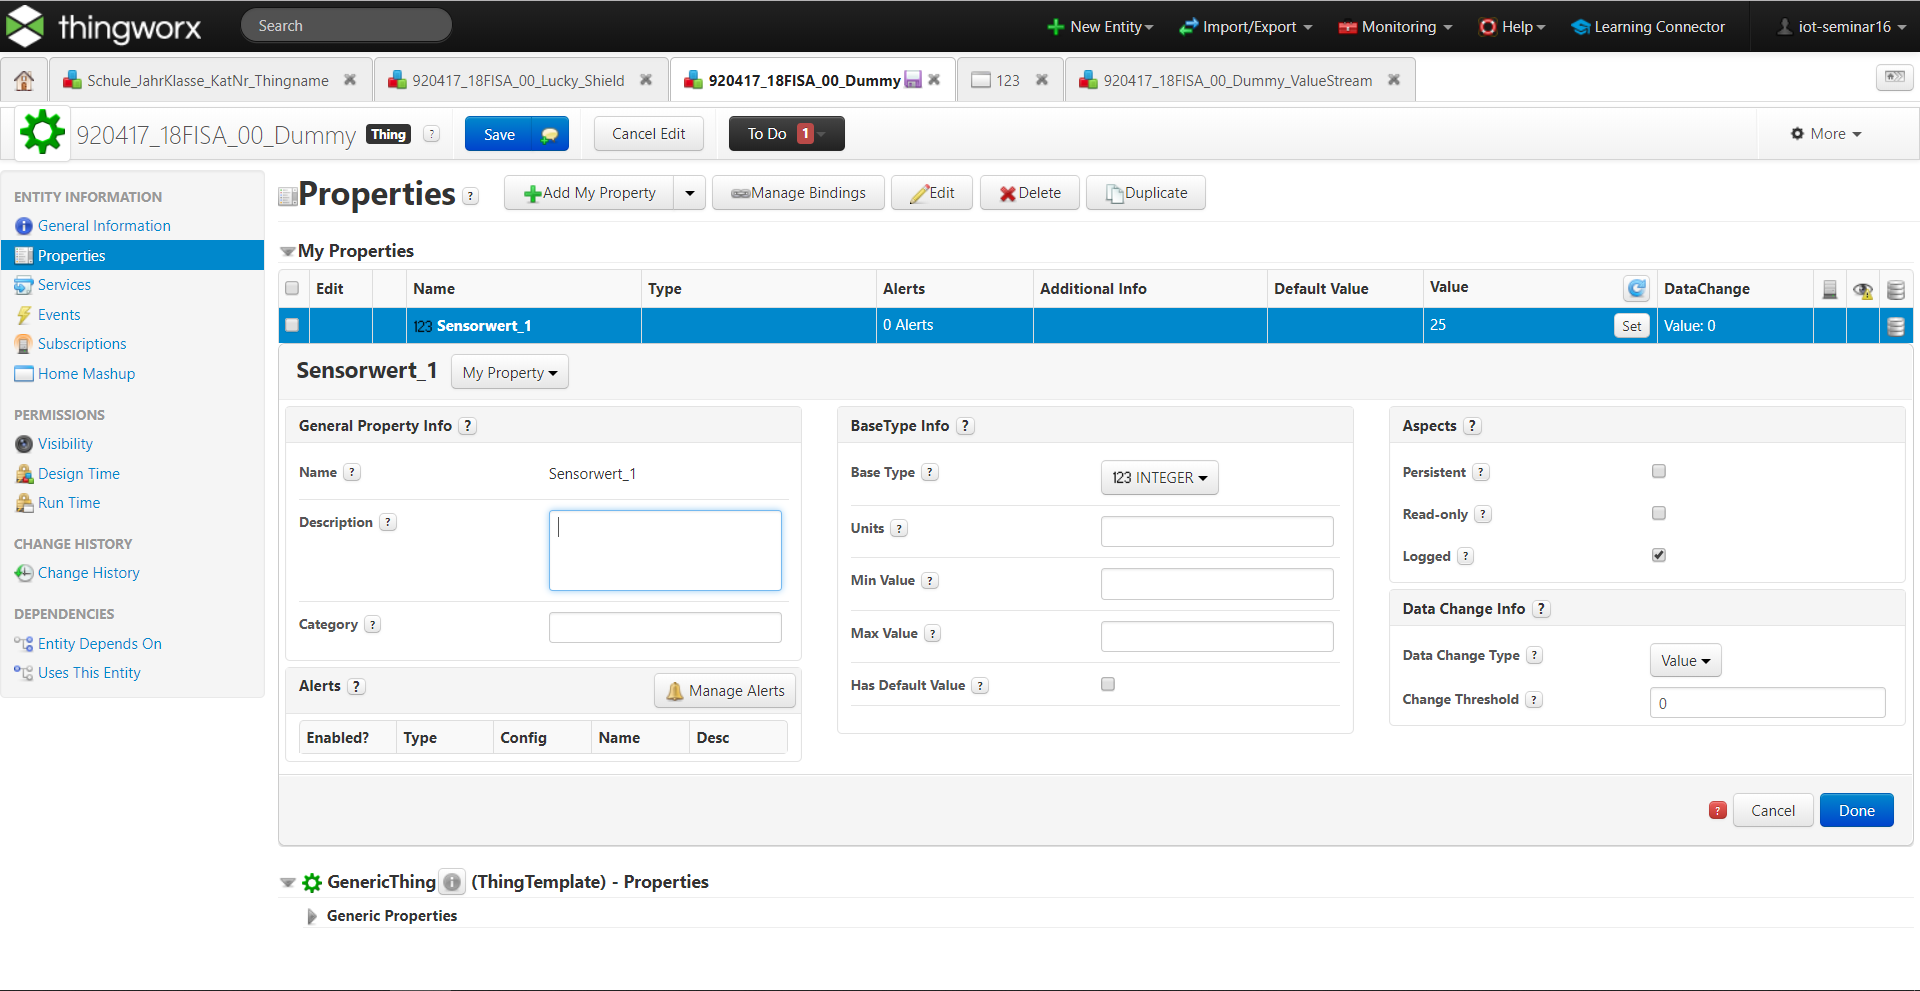 thingworx
Search
New Entity
Import/Export
Monitoring
Help
Learning Connector
iot-seminar16
Schule_JahrKlasse_KatNr_Thingname
920417_18FISA_00_Lucky_Shield
920417_18FISA_00_Dummy
123
920417_18FISA_00_Dummy_ValueStream
920417_18FISA_00_Dummy Thing ?
Save
Cancel Edit
To Do 1
More
ENTITY INFORMATION
General Information
Properties
Services
Events
Subscriptions
Home Mashup
PERMISSIONS
Visibility
Design Time
Run Time
CHANGE HISTORY
Change History
DEPENDENCIES
Entity Depends On
Uses This Entity
Properties ?
Add My Property
Manage Bindings
Edit
Delete
Duplicate
My Properties
Edit Name Type Alerts Additional Info Default Value Value DataChange
123 Sensorwert_1 0 Alerts 25 Set Value: 0
Sensorwert_1 My Property
General Property Info ?
Name ? Sensorwert_1
Description ?
Category ?
Alerts ? Manage Alerts
Enabled? Type Config Name Desc
BaseType Info ?
Base Type ? 123 INTEGER
Units ?
Min Value ?
Max Value ?
Has Default Value ?
Aspects ?
Persistent ?
Read-only ?
Logged ?
Data Change Info ?
Data Change Type ? Value
Change Threshold ? 0
? Cancel Done
GenericThing i (ThingTemplate) - Properties
Generic Properties